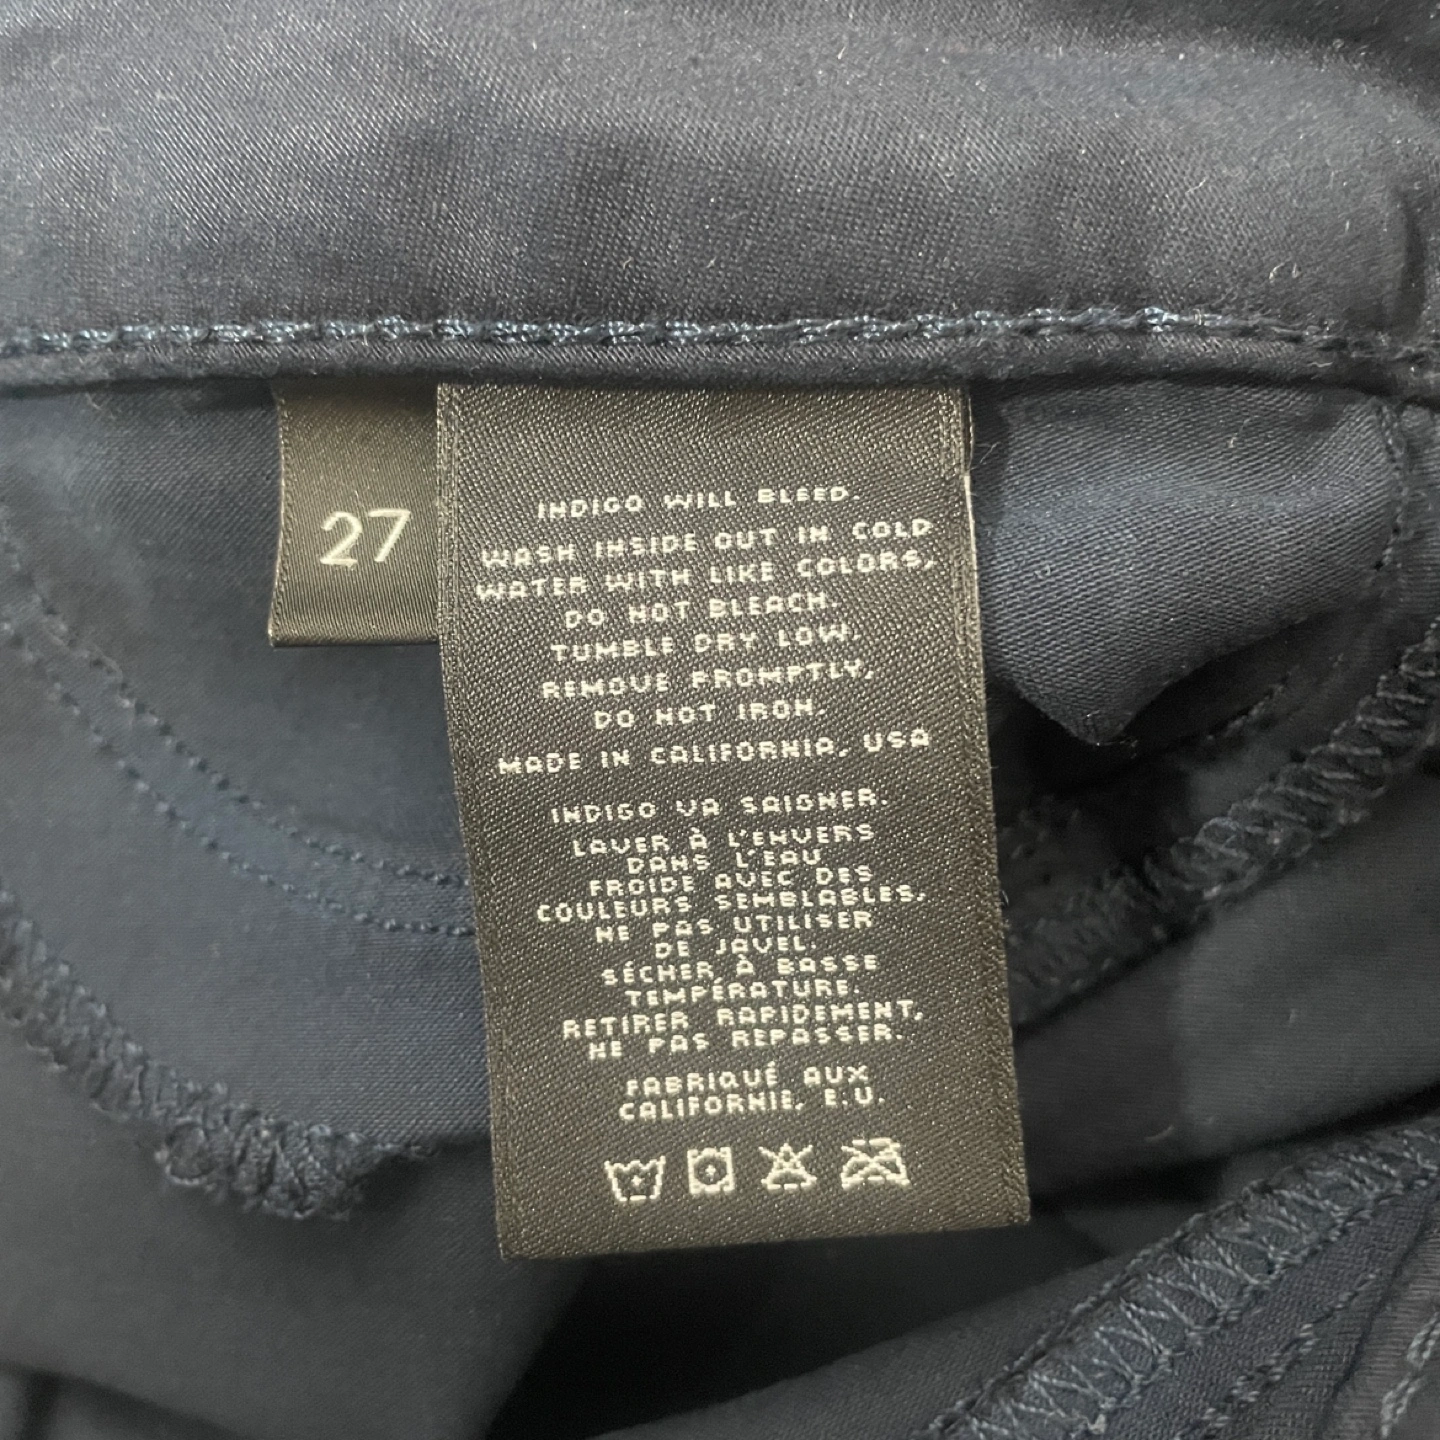 27
INDIGO WILL BLEED.
WASH INSIDE OUT IN COLD
WATER WITH LIKE COLORS,
DO NOT BLEACH.
TUMBLE DRY LOW.
REMOVE PROMPTLY,
DO NOT IRON.
MADE IN CALIFORNIA, USA
INDIGO VA SAIGNER.
LAVER À L'ENVERS
DANS L'EAU
FROIDE AVEC DES
COULEURS SEMBLABLES.
NE PAS UTILISER
DE JAVEL.
SÉCHER À BASSE
TEMPÉRATURE.
RETIRER RAPIDEMENT,
NE PAS REPASSER.
FABRIQUÉ AUX
CALIFORNIE, E.U.